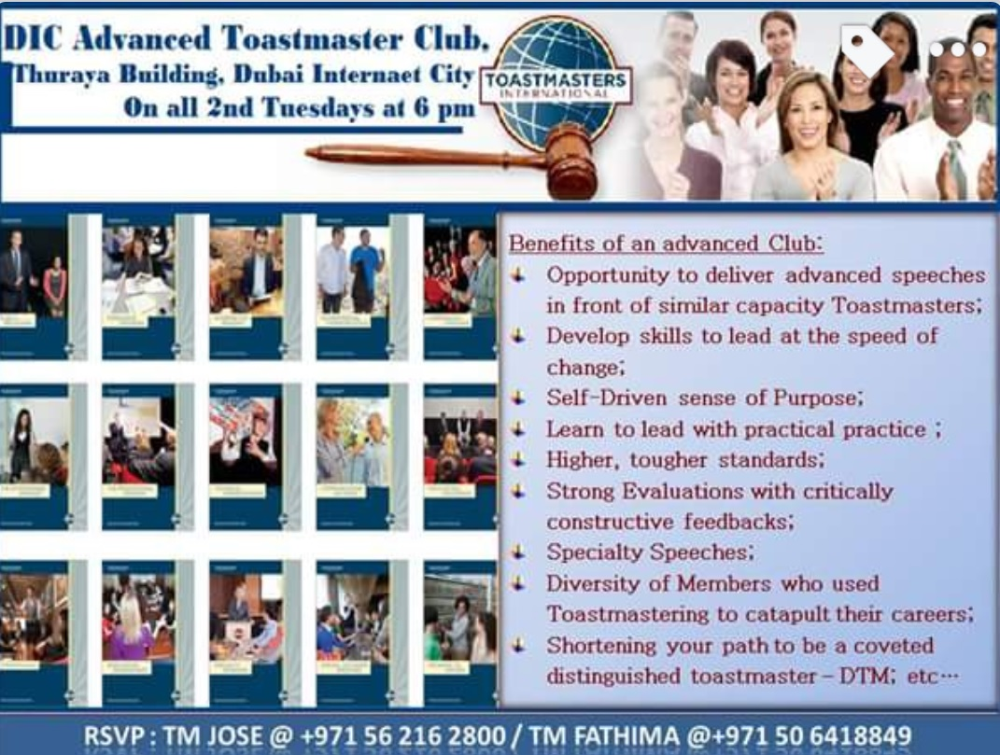 DIC Advanced Toastmaster Club,
Thuraya Building, Dubai Internaet City
On all 2nd Tuesdays at 6 pm
TOASTMASTERS
INTERNATIONAL
Benefits of an advanced Club:
Opportunity to deliver advanced speeches
in front of similar capacity Toastmasters;
Develop skills to lead at the speed of
change;
Self-Driven sense of Purpose;
Learn to lead with practical practice ;
Higher, tougher standards;
Strong Evaluations with critically
constructive feedbacks;
Specialty Speeches;
Diversity of Members who used
Toastmastering to catapult their careers;
Shortening your path to be a coveted
distinguished toastmaster – DTM; etc…
RSVP : TM JOSE @ +971 56 216 2800 / TM FATHIMA @+971 50 6418849